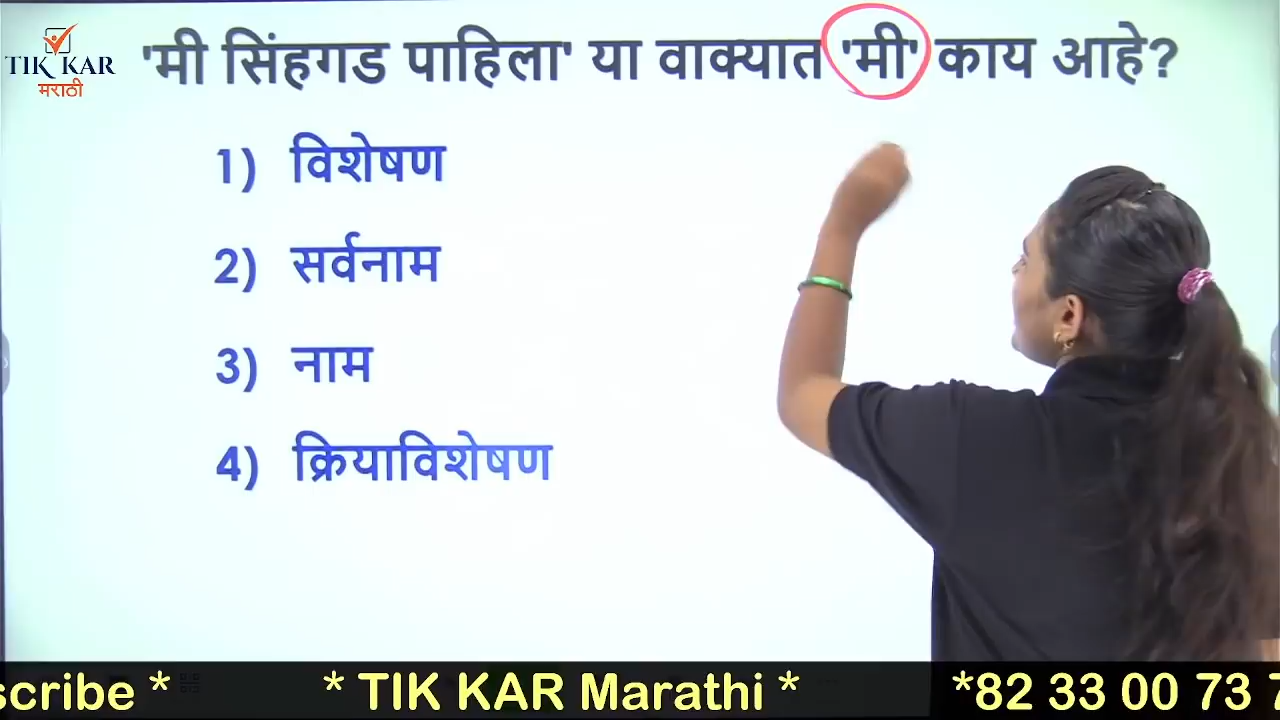 TIK KAR
मराठी
'मी सिंहगड पाहिला' या वाक्यात 'मी' काय आहे?
1) विशेषण
2) सर्वनाम
3) नाम
4) क्रियाविशेषण
scribe * * TIK KAR Marathi * *82 33 00 73